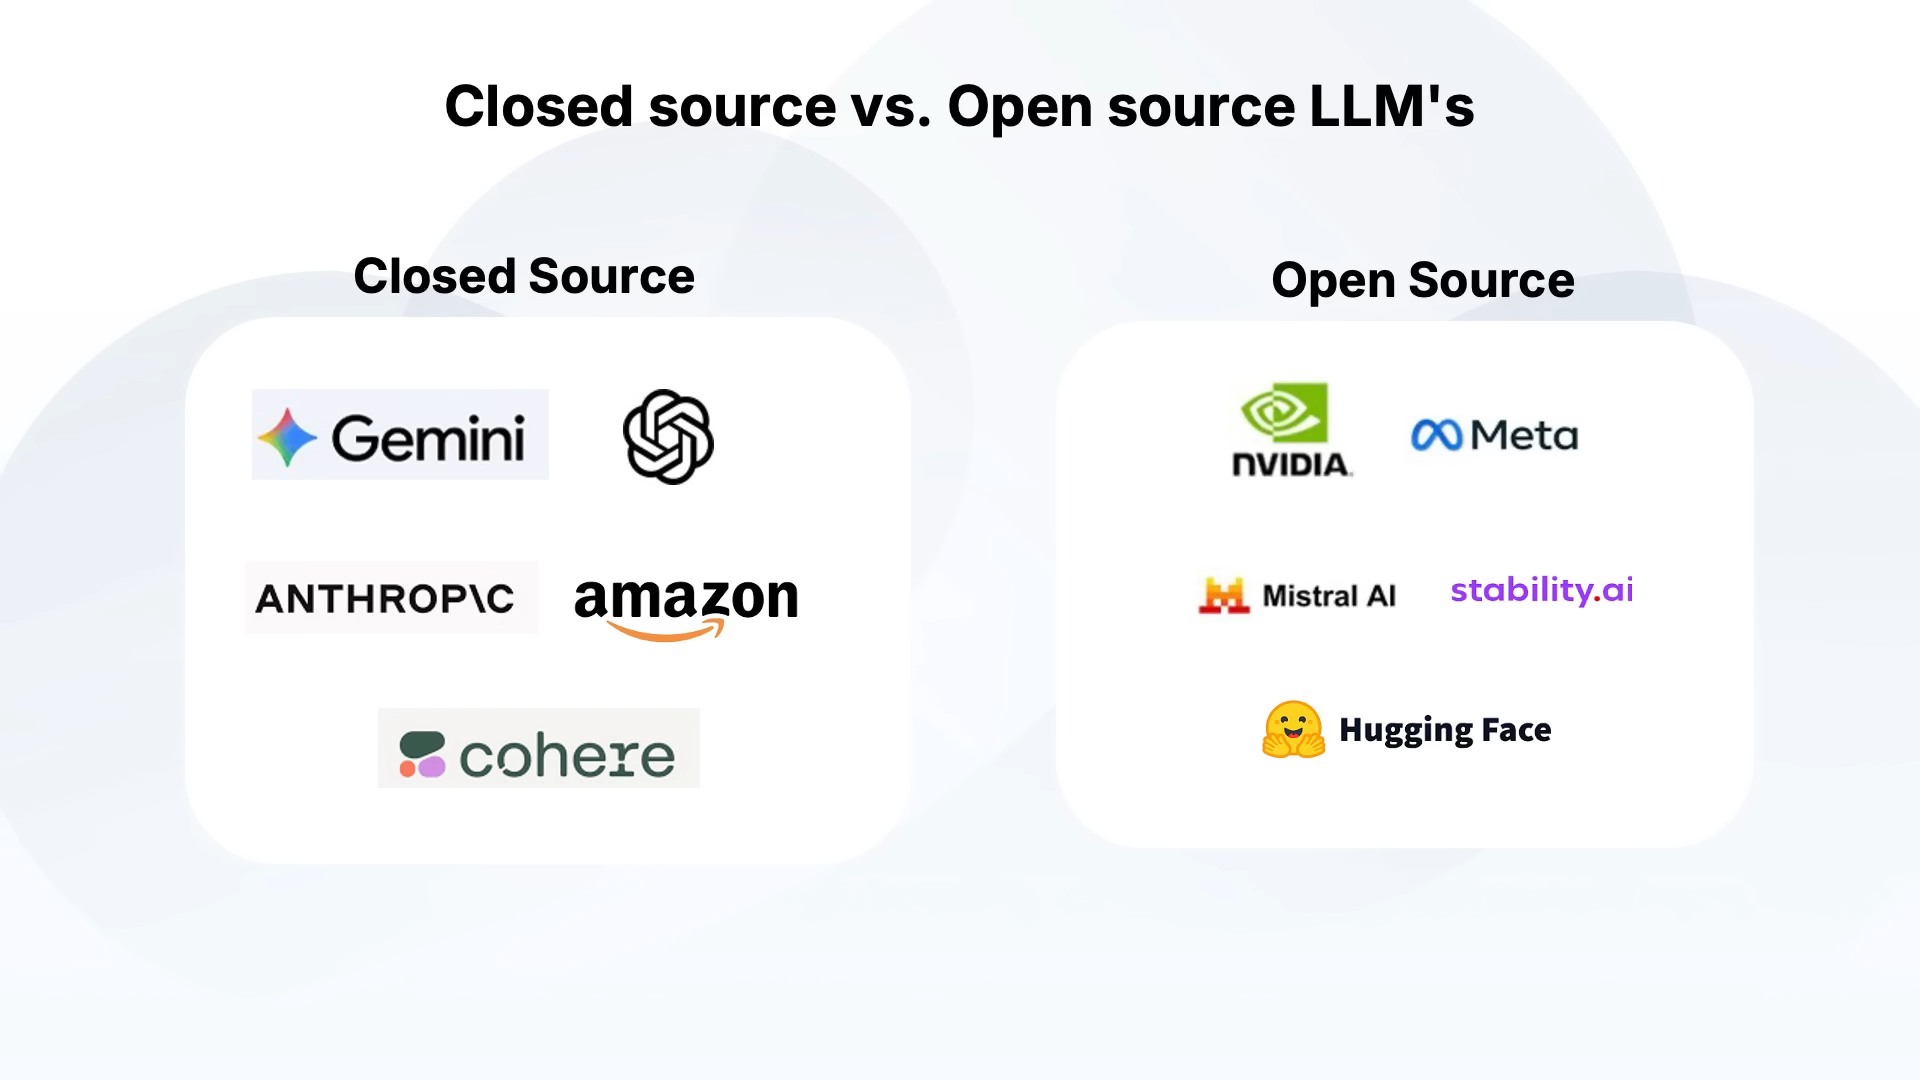 Closed source vs. Open source LLM's
Closed Source
Gemini
ANTHROP\C
amazon
cohere
Open Source
NVIDIA.
Meta
Mistral AI
stability.ai
Hugging Face